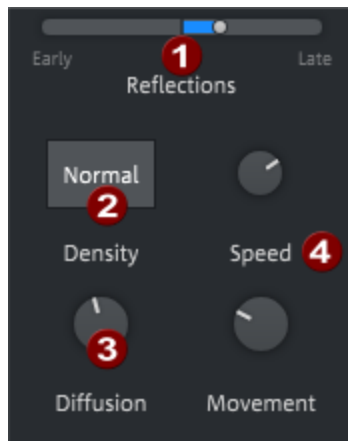 1
Early Late
Reflections
Normal
2
Density Speed 4
3
Diffusion Movement